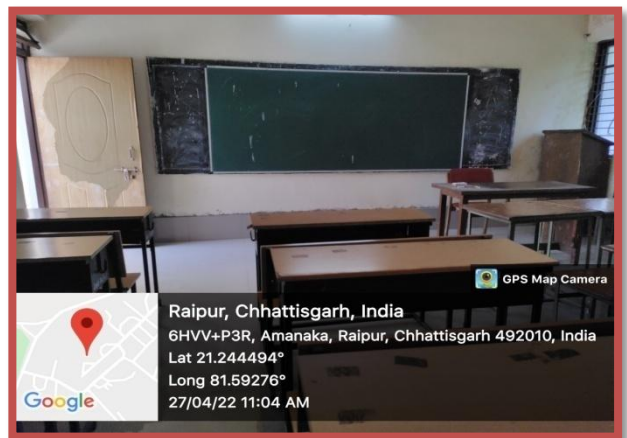 GPS Map Camera
Raipur, Chhattisgarh, India
6HVV+P3R, Amanaka, Raipur, Chhattisgarh 492010, India
Lat 21.244494°
Long 81.59276°
27/04/22 11:04 AM
Google